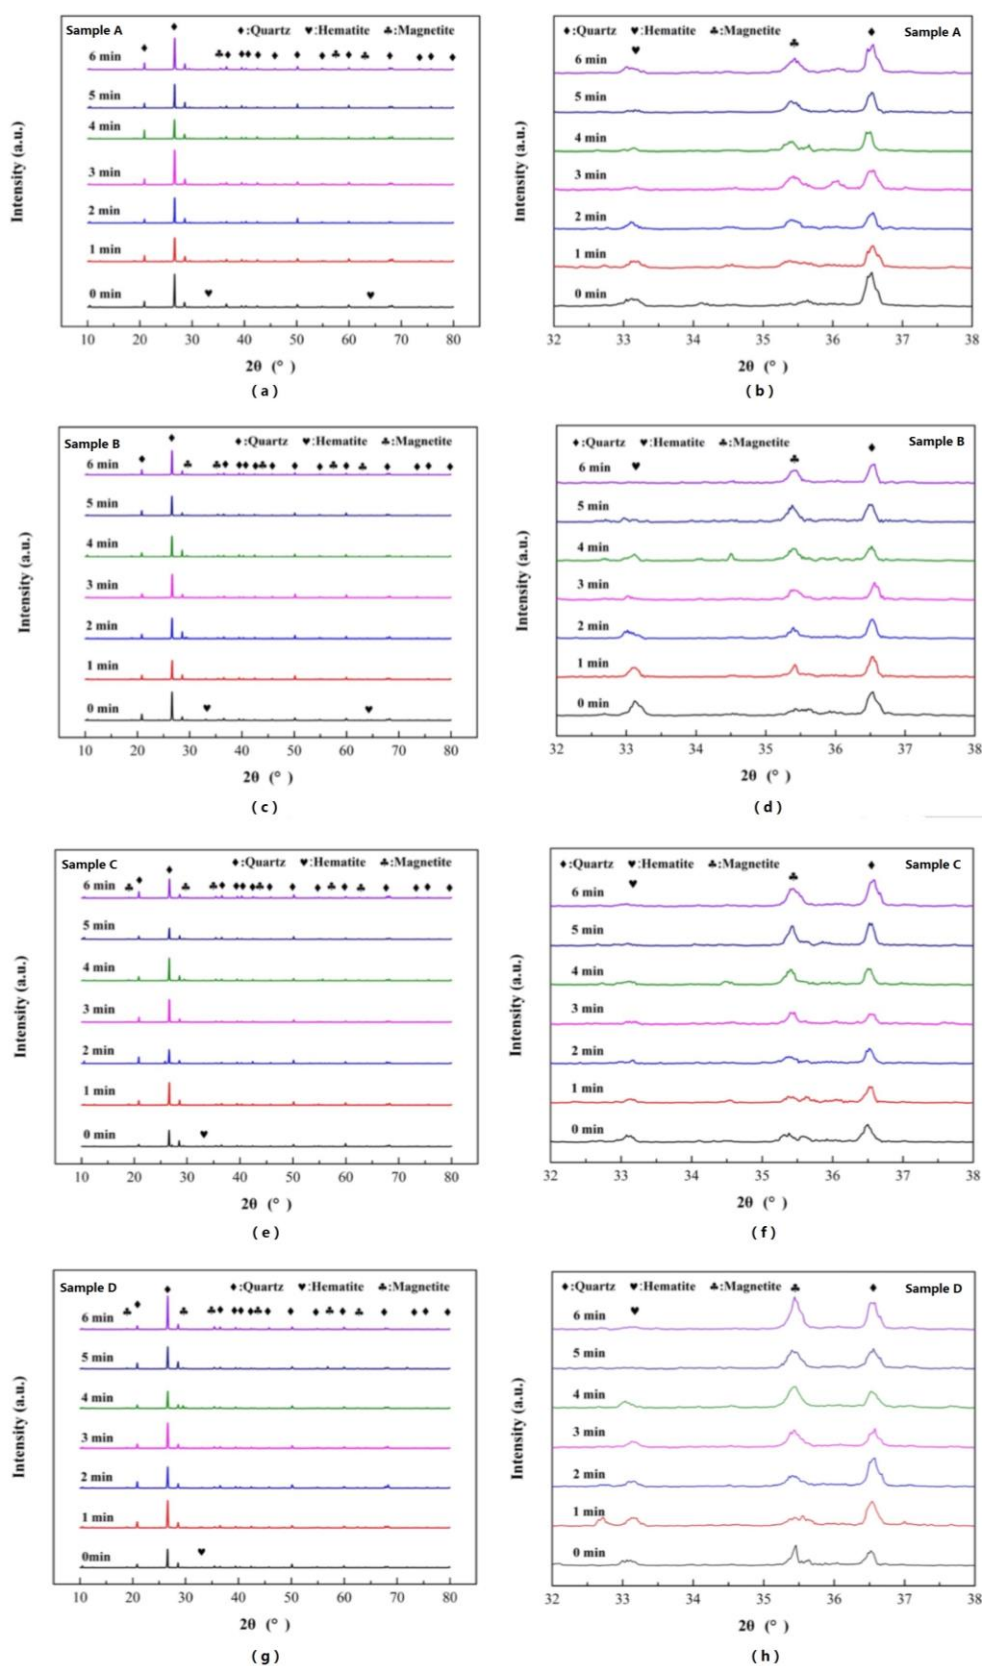 Sample A
♦:Quartz ♥:Hematite ♣:Magnetite
6 min
5 min
4 min
3 min
2 min
1 min
0 min
Intensity (a.u.)
10 20 30 40 50 60 70 80
2θ (° )
( a )
♦:Quartz ♥:Hematite ♣:Magnetite
Sample A
6 min
5 min
4 min
3 min
2 min
1 min
0 min
Intensity (a.u.)
32 33 34 35 36 37 38
2θ (° )
( b )
Sample B
♦:Quartz ♥:Hematite ♣:Magnetite
6 min
5 min
4 min
3 min
2 min
1 min
0 min
Intensity (a.u.)
10 20 30 40 50 60 70 80
2θ (° )
( c )
♦:Quartz ♥:Hematite ♣:Magnetite
Sample B
6 min
5 min
4 min
3 min
2 min
1 min
0 min
Intensity (a.u.)
32 33 34 35 36 37 38
2θ (° )
( d )
Sample C
♦:Quartz ♥:Hematite ♣:Magnetite
6 min
5 min
4 min
3 min
2 min
1 min
0 min
Intensity (a.u.)
10 20 30 40 50 60 70 80
2θ (° )
( e )
♦:Quartz ♥:Hematite ♣:Magnetite
Sample C
6 min
5 min
4 min
3 min
2 min
1 min
0 min
Intensity (a.u.)
32 33 34 35 36 37 38
2θ (° )
( f )
Sample D
♦:Quartz ♥:Hematite ♣:Magnetite
6 min
5 min
4 min
3 min
2 min
1 min
0min
Intensity (a.u.)
10 20 30 40 50 60 70 80
2θ (° )
( g )
♦:Quartz ♥:Hematite ♣:Magnetite
Sample D
6 min
5 min
4 min
3 min
2 min
1 min
0 min
Intensity (a.u.)
32 33 34 35 36 37 38
2θ (° )
( h )